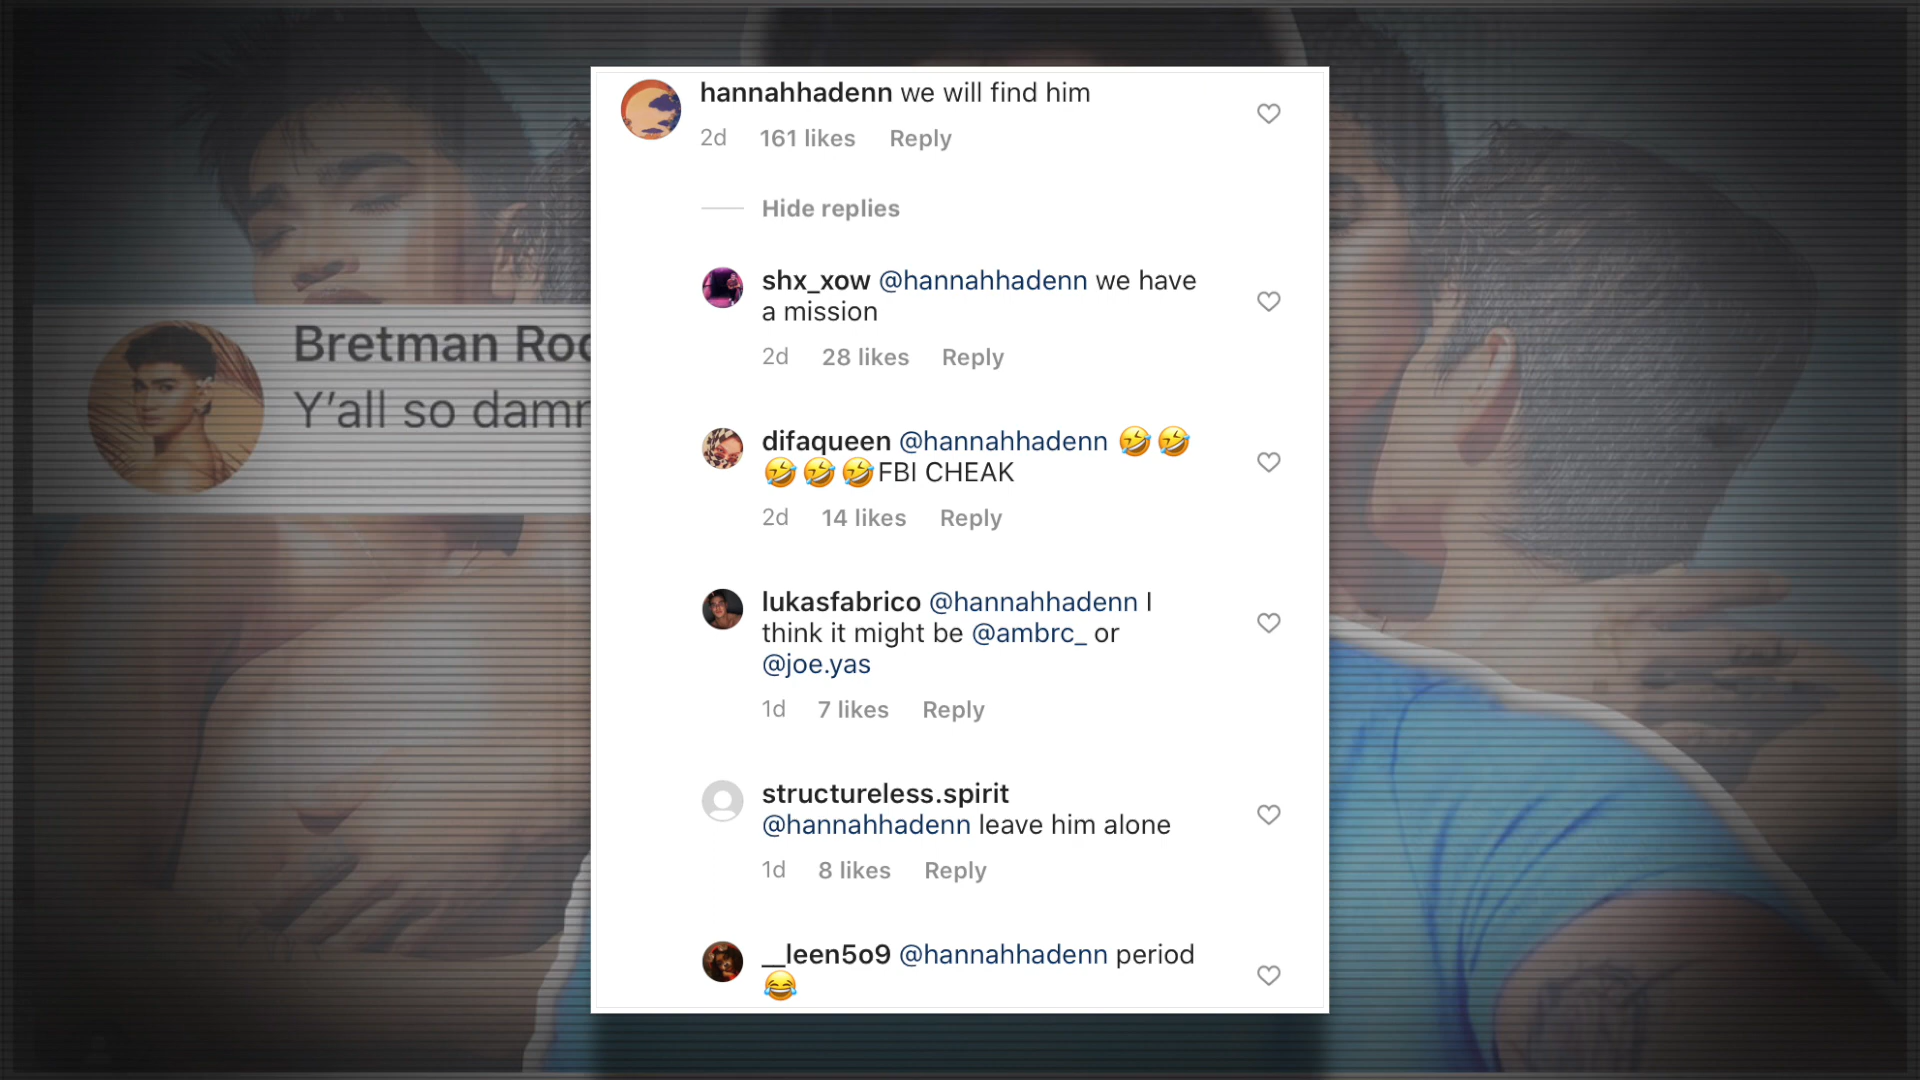 hannahhadenn we will find him
2d 161 likes Reply
Hide replies
shx_xow @hannahhadenn we have
a mission
2d 28 likes Reply
difaqueen @hannahhadenn 🤣🤣
🤣🤣🤣FBI CHEAK
2d 14 likes Reply
lukasfabrico @hannahhadenn I
think it might be @ambrc_ or
@joe.yas
1d 7 likes Reply
structureless.spirit
@hannahhadenn leave him alone
1d 8 likes Reply
__leen5o9 @hannahhadenn period
😂
Bretman Roc
Y'all so damn